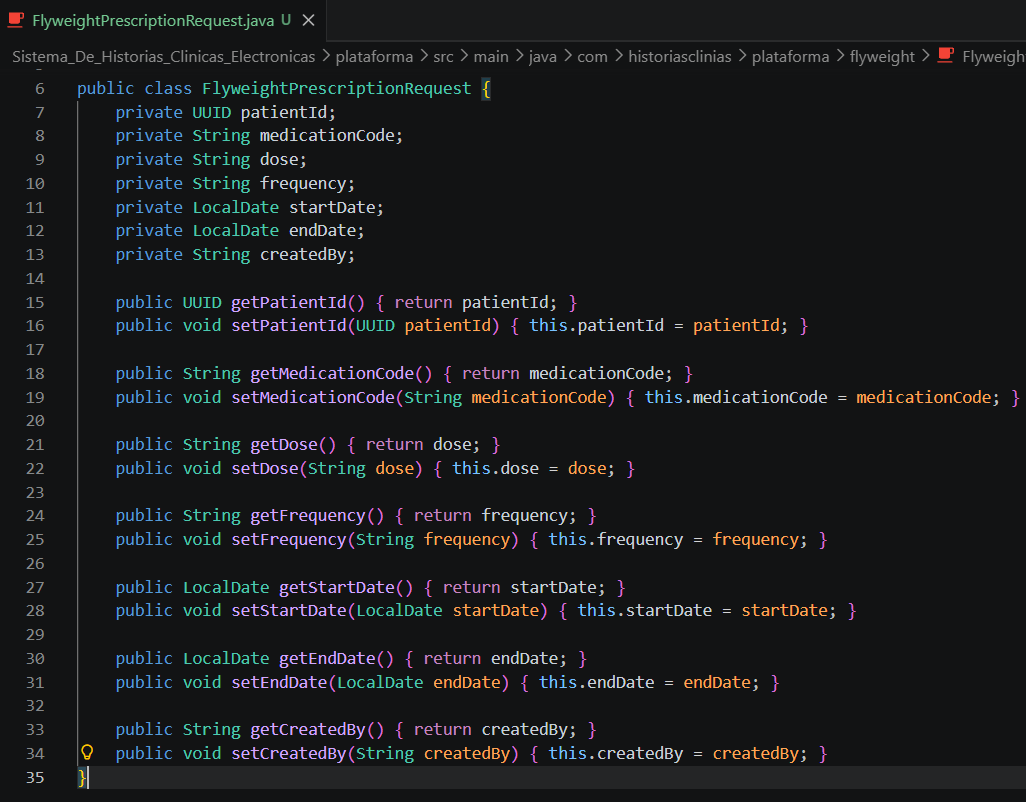 FlyweightPrescriptionRequest.java U
Sistema_De_Historias_Clinicas_Electronicas > plataforma > src > main > java > com > historiasclinias > plataforma > flyweight > Flyweigh
6 public class FlyweightPrescriptionRequest {
7 private UUID patientId;
8 private String medicationCode;
9 private String dose;
10 private String frequency;
11 private LocalDate startDate;
12 private LocalDate endDate;
13 private String createdBy;
14
15 public UUID getPatientId() { return patientId; }
16 public void setPatientId(UUID patientId) { this.patientId = patientId; }
17
18 public String getMedicationCode() { return medicationCode; }
19 public void setMedicationCode(String medicationCode) { this.medicationCode = medicationCode; }
20
21 public String getDose() { return dose; }
22 public void setDose(String dose) { this.dose = dose; }
23
24 public String getFrequency() { return frequency; }
25 public void setFrequency(String frequency) { this.frequency = frequency; }
26
27 public LocalDate getStartDate() { return startDate; }
28 public void setStartDate(LocalDate startDate) { this.startDate = startDate; }
29
30 public LocalDate getEndDate() { return endDate; }
31 public void setEndDate(LocalDate endDate) { this.endDate = endDate; }
32
33 public String getCreatedBy() { return createdBy; }
34 public void setCreatedBy(String createdBy) { this.createdBy = createdBy; }
35 }